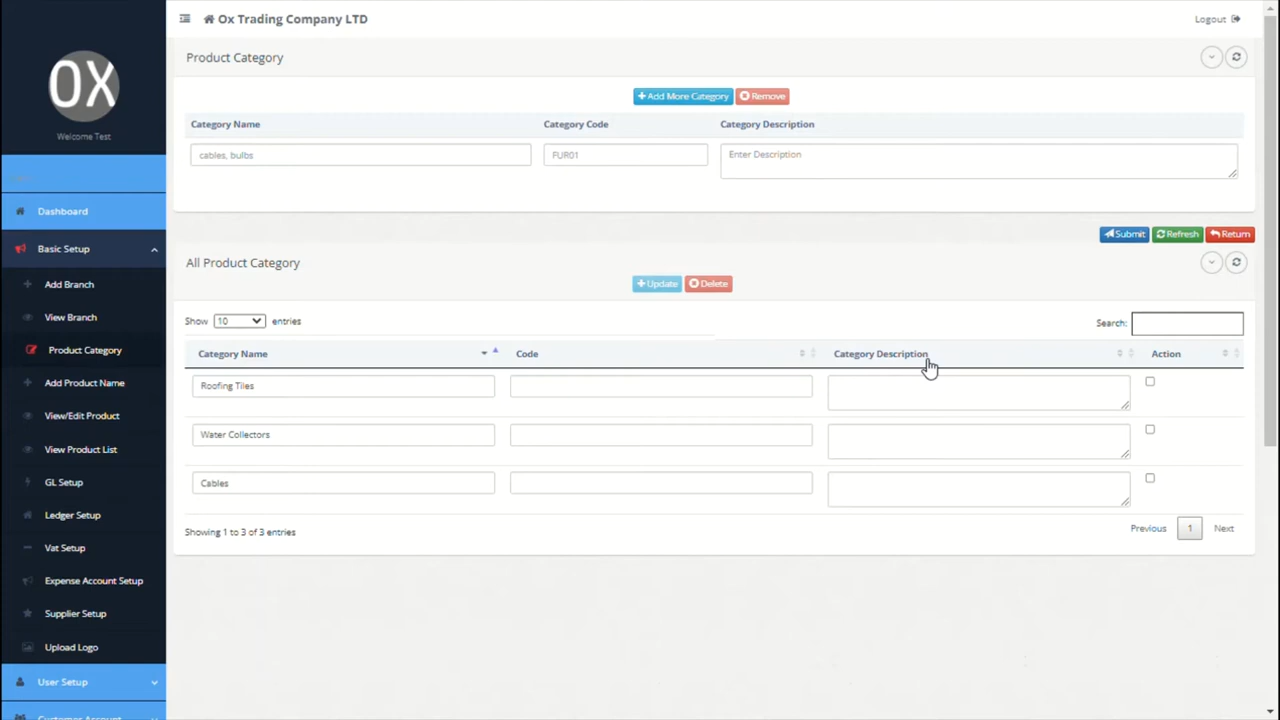 Ox Trading Company LTD
Logout
OX
Welcome Test
Dashboard
Basic Setup
Add Branch
View Branch
Product Category
Add Product Name
View/Edit Product
View Product List
GL Setup
Ledger Setup
Vat Setup
Expense Account Setup
Supplier Setup
Upload Logo
User Setup
Customer Account
Product Category
Add More Category Remove
Category Name Category Code Category Description
cables, bulbs FUR01 Enter Description
Submit Refresh Return
All Product Category
Update Delete
Show 10 entries Search:
Category Name Code Category Description Action
Roofing Tiles
Water Collectors
Cables
Showing 1 to 3 of 3 entries Previous 1 Next